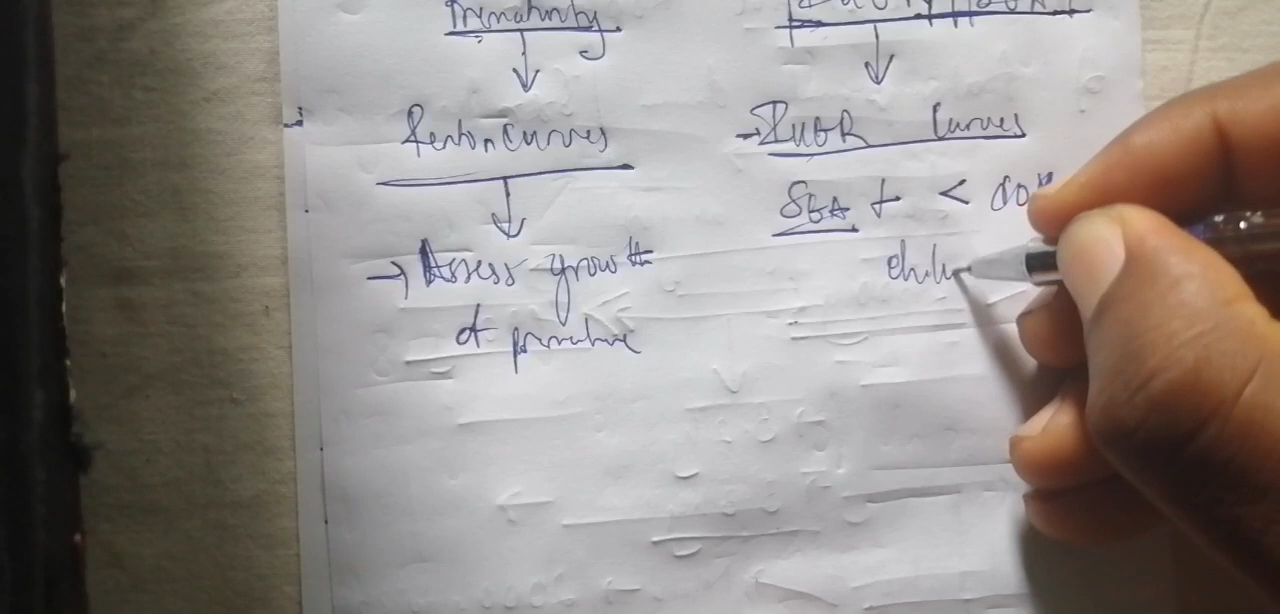 Prematurity
Fenton Curves
→ Assess growth
of premature
→ IUGR Curves
SGA + <